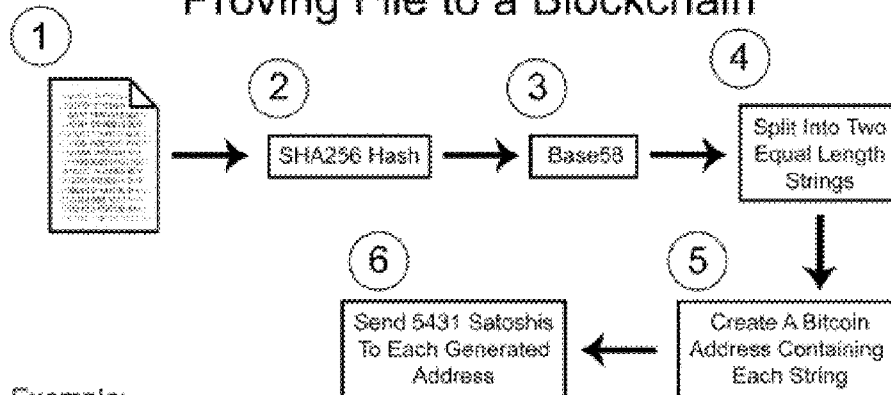 Proving File to a Blockchain
1
2
3
4
SHA256 Hash
Base58
Split Into Two
Equal Length
Strings
6
5
Send 5431 Satoshis
To Each Generated
Address
Create A Bitcoin
Address Containing
Each String
Example: